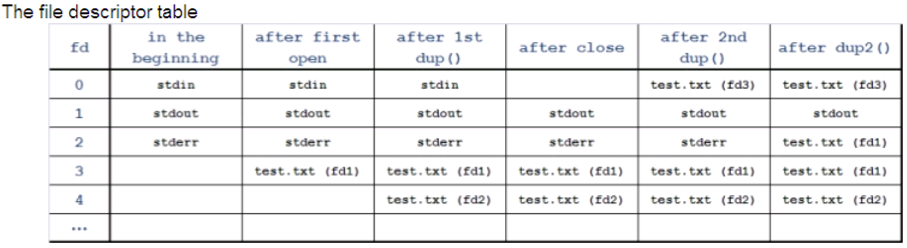 The file descriptor table
fd in the beginning after first open after 1st dup() after close after 2nd dup() after dup2()
0 stdin stdin stdin test.txt (fd3) test.txt (fd3)
1 stdout stdout stdout stdout stdout stdout
2 stderr stderr stderr stderr stderr test.txt (fd1)
3 test.txt (fd1) test.txt (fd1) test.txt (fd1) test.txt (fd1) test.txt (fd1)
4 test.txt (fd2) test.txt (fd2) test.txt (fd2) test.txt (fd2)
...